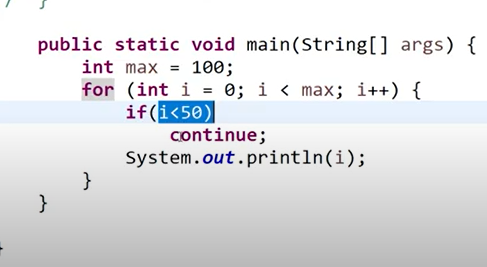 / }
public static void main(String[] args) {
int max = 100;
for (int i = 0; i < max; i++) {
if(i<50)
continue;
System.out.println(i);
}
}
}